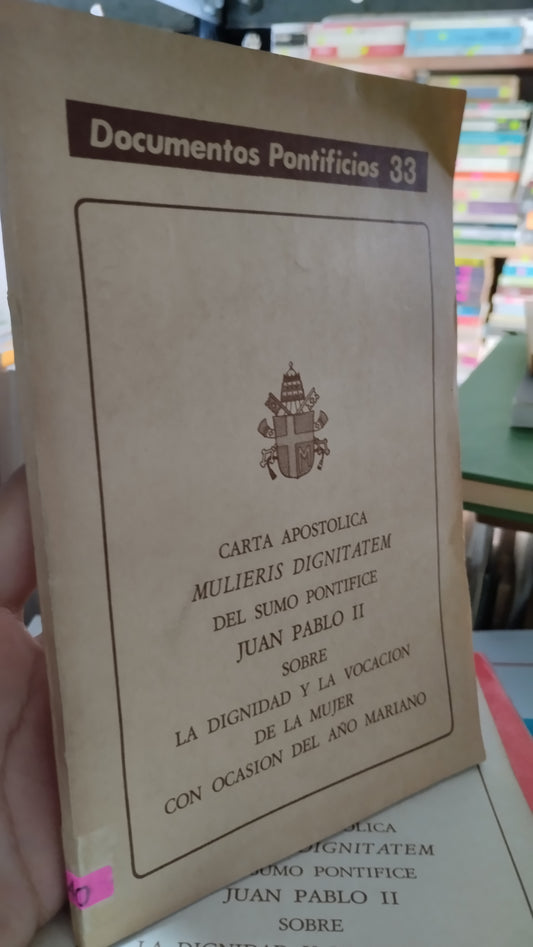 Documentos Pontificios 33
M
CARTA APOSTOLICA
MULIERIS DIGNITATEM
DEL SUMO PONTIFICE
JUAN PABLO II
SOBRE
LA DIGNIDAD Y LA VOCACION
DE LA MUJER
CON OCASION DEL AÑO MARIANO
DIGNITATEM
SUMO PONTIFICE
JUAN PABLO II
SOBRE